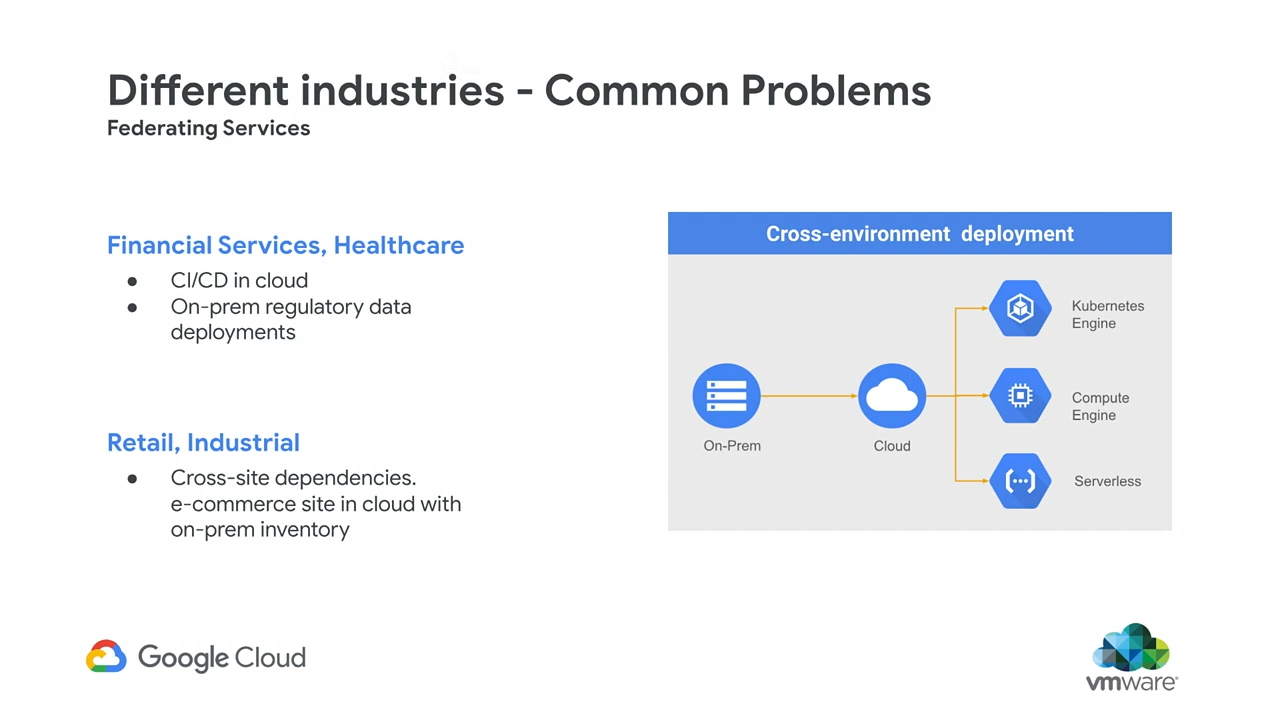 Different industries - Common Problems
Federating Services
Financial Services, Healthcare
● CI/CD in cloud
● On-prem regulatory data
deployments
Retail, Industrial
● Cross-site dependencies.
e-commerce site in cloud with
on-prem inventory
Cross-environment deployment
On-Prem
Cloud
Kubernetes
Engine
Compute
Engine
Serverless
Google Cloud
vmware®